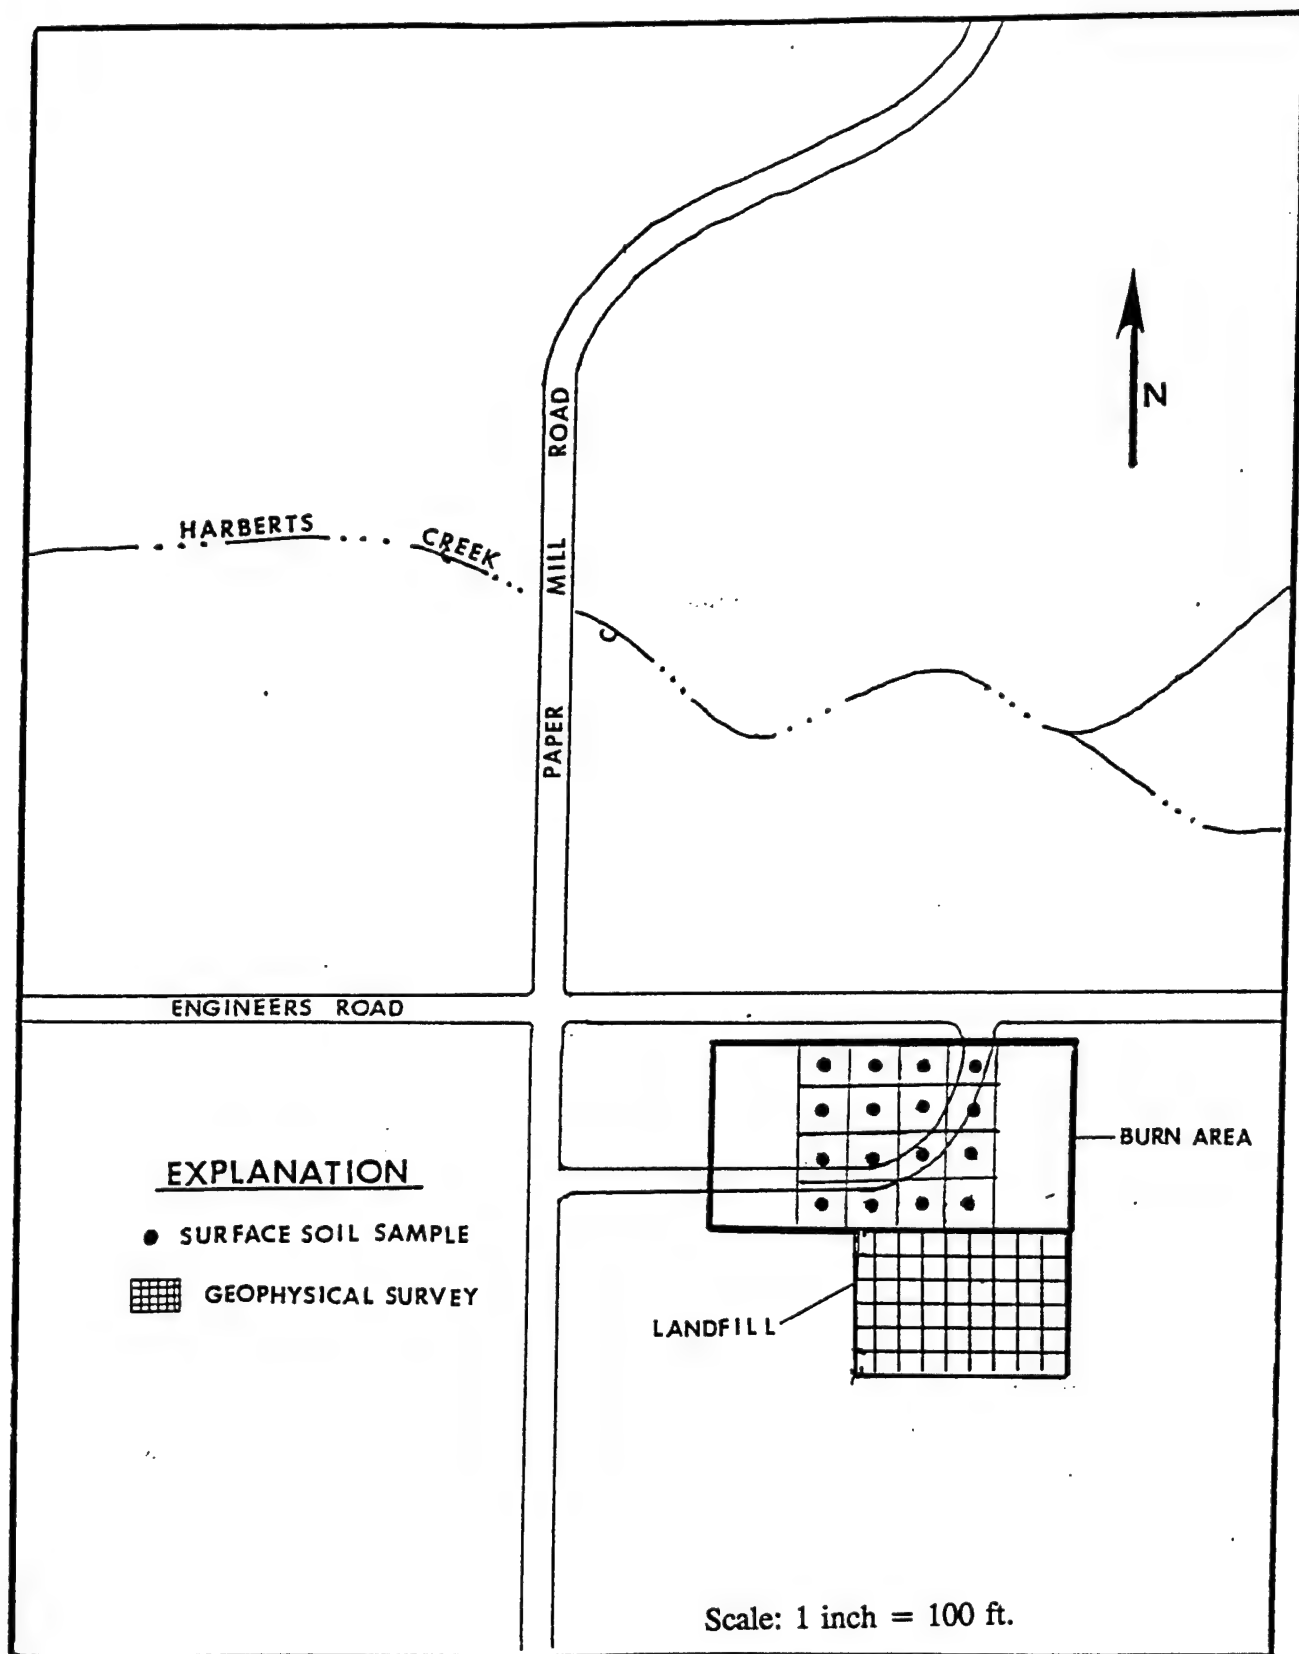 N
HARBERTS CREEK
PAPER MILL ROAD
ENGINEERS ROAD
BURN AREA
EXPLANATION
SURFACE SOIL SAMPLE
GEOPHYSICAL SURVEY
LANDFILL
Scale: 1 inch = 100 ft.